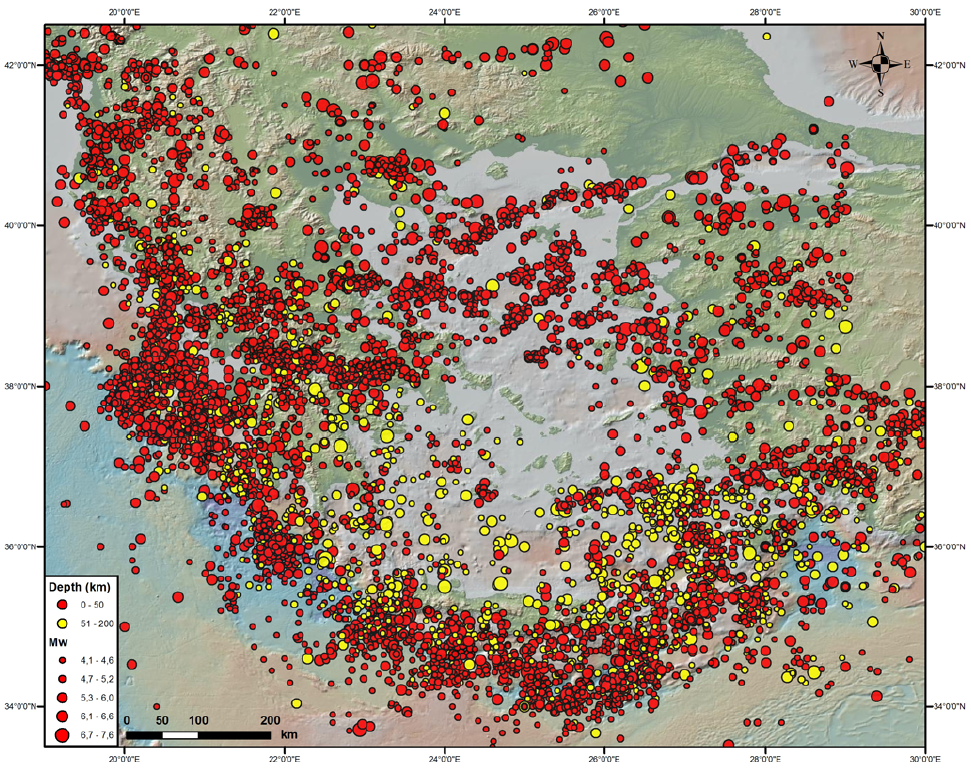 20°0'0"E 22°0'0"E 24°0'0"E 26°0'0"E 28°0'0"E 30°0'0"E
N
W E
S
42°0'0"N 42°0'0"N
40°0'0"N 40°0'0"N
38°0'0"N 38°0'0"N
36°0'0"N 36°0'0"N
Depth (km)
0 - 50
51 - 200
Mw
4,1 - 4,6
4,7 - 5,2
5,3 - 6,0
6,1 - 6,6
6,7 - 7,6
34°0'0"N 34°0'0"N
0 50 100 200
km
20°0'0"E 22°0'0"E 24°0'0"E 26°0'0"E 28°0'0"E 30°0'0"E